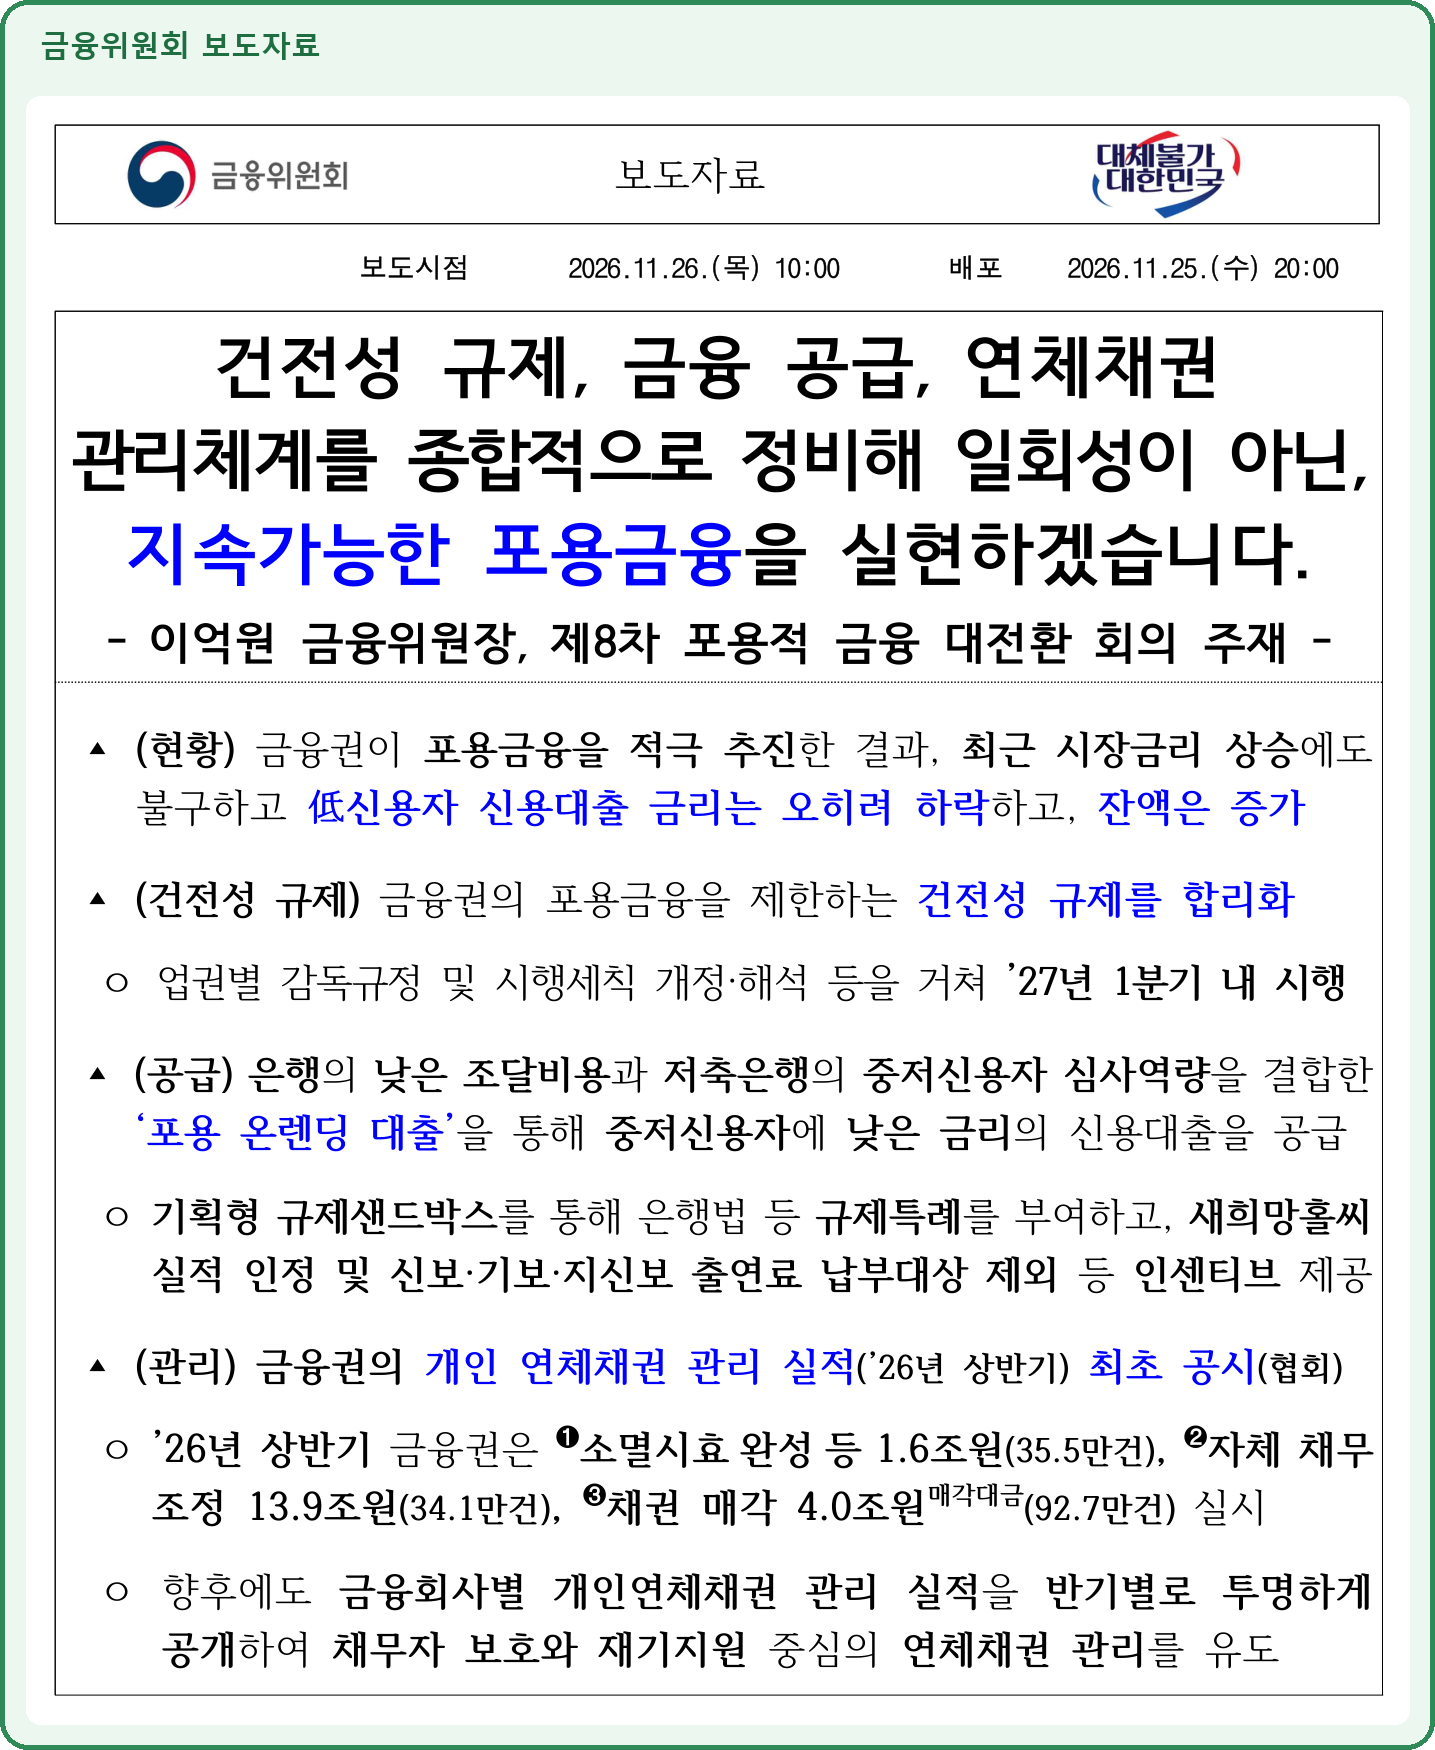 금융위원회 보도자료
금융위원회
보도자료
대체불가
대한민국
보도시점 2026.11.26.(목) 10:00 배포 2026.11.25.(수) 20:00
건전성 규제, 금융 공급, 연체채권
관리체계를 종합적으로 정비해 일회성이 아닌,
지속가능한 포용금융을 실현하겠습니다.
- 이억원 금융위원장, 제8차 포용적 금융 대전환 회의 주재 -
▲ (현황) 금융권이 포용금융을 적극 추진한 결과, 최근 시장금리 상승에도
불구하고 低신용자 신용대출 금리는 오히려 하락하고, 잔액은 증가
▲ (건전성 규제) 금융권의 포용금융을 제한하는 건전성 규제를 합리화
○ 업권별 감독규정 및 시행세칙 개정·해석 등을 거쳐 ’27년 1분기 내 시행
▲ (공급) 은행의 낮은 조달비용과 저축은행의 중저신용자 심사역량을 결합한
‘포용 온렌딩 대출’을 통해 중저신용자에 낮은 금리의 신용대출을 공급
○ 기획형 규제샌드박스를 통해 은행법 등 규제특례를 부여하고, 새희망홀씨
실적 인정 및 신보·기보·지신보 출연료 납부대상 제외 등 인센티브 제공
▲ (관리) 금융권의 개인 연체채권 관리 실적(’26년 상반기) 최초 공시(협회)
○ ’26년 상반기 금융권은 ❶소멸시효 완성 등 1.6조원(35.5만건), ❷자체 채무
조정 13.9조원(34.1만건), ❸채권 매각 4.0조원매각대금(92.7만건) 실시
○ 향후에도 금융회사별 개인연체채권 관리 실적을 반기별로 투명하게
공개하여 채무자 보호와 재기지원 중심의 연체채권 관리를 유도